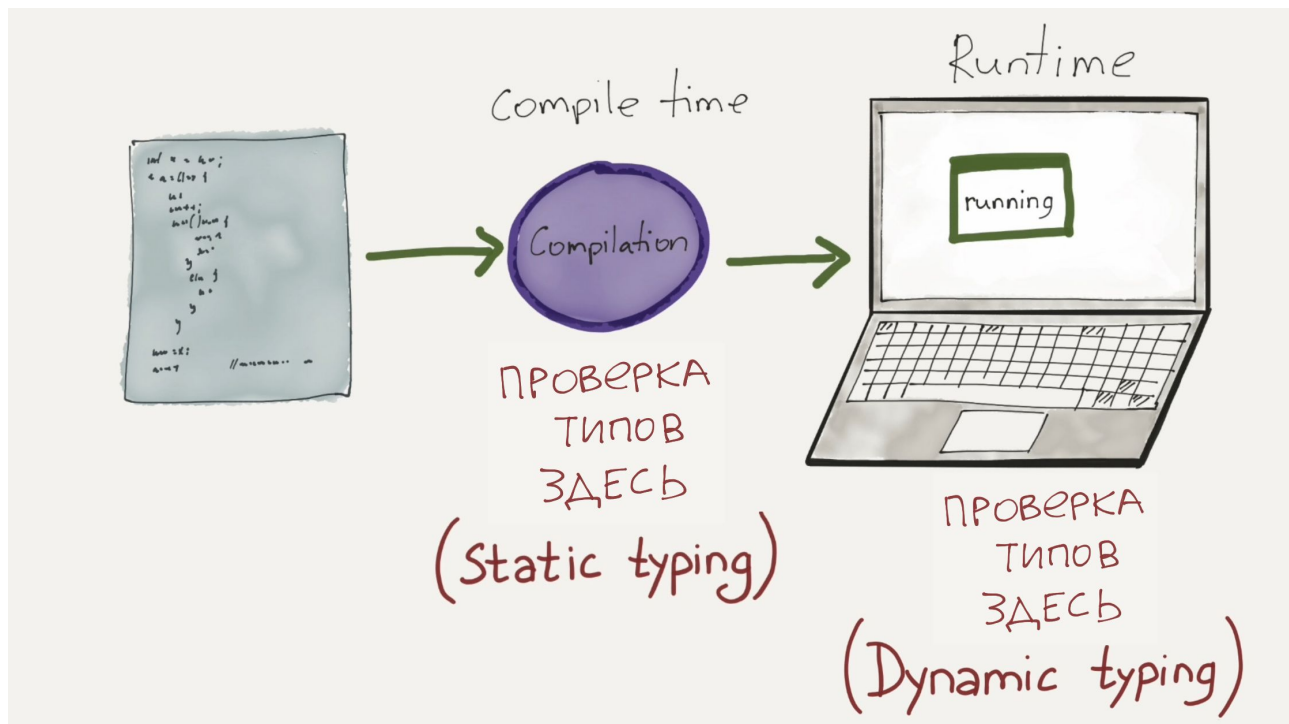 Compile time
Runtime
Compilation
running
ПРОВЕРКА
ТИПОВ
ЗДЕСЬ
(Static typing)
ПРОВЕРКА
ТИПОВ
ЗДЕСЬ
(Dynamic typing)